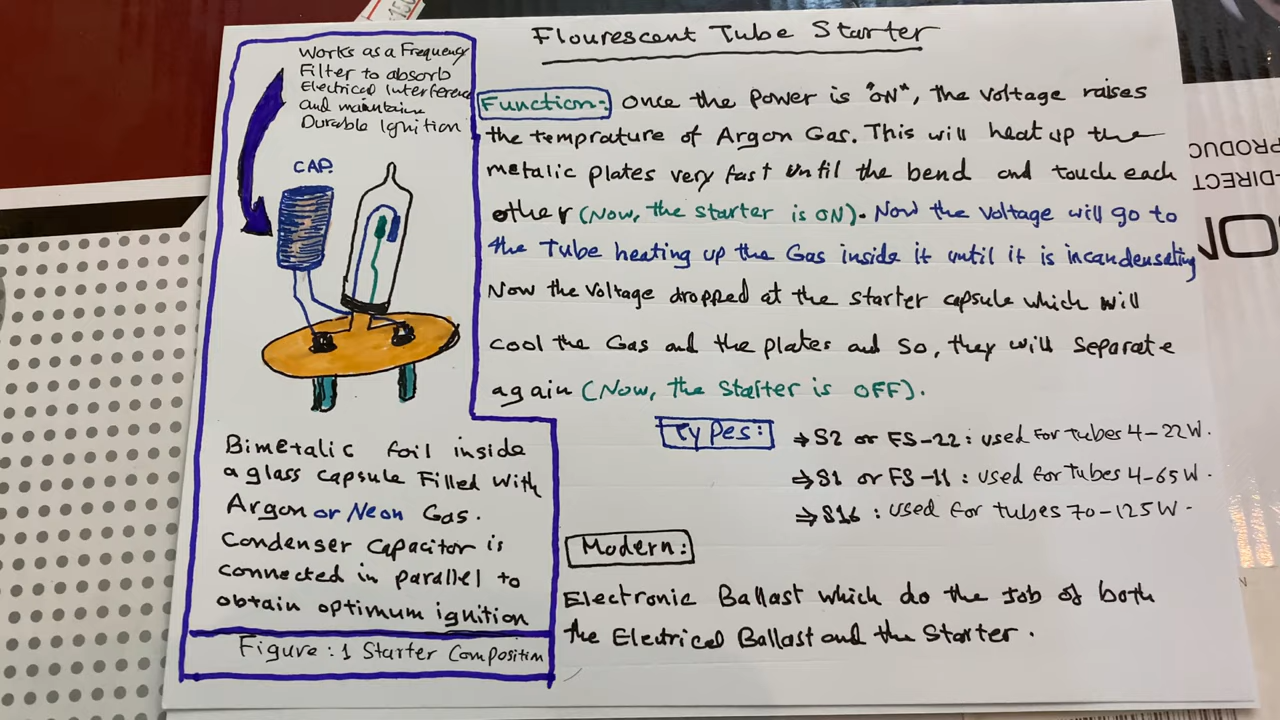 Flourescent Tube Starter
Works as a Frequency
Filter to absorb
Electrical Interference
and maintain
Durable Ignition
CAP.
Bimetalic foil inside
a glass capsule Filled with
Argon or Neon Gas.
Condenser Capacitor is
connected in parallel to
obtain optimum ignition
Figure : 1 Starter Composition
Function: Once the power is "ON", the voltage raises
the temprature of Argon Gas. This will heat up the
metalic plates very fast until the bend and touch each
other (Now, the starter is ON). Now the voltage will go to
the Tube heating up the Gas inside it until it is incandensating
Now the voltage dropped at the starter capsule which will
cool the Gas and the plates and so, they will separate
again (Now, the Starter is OFF).
Types:
⇒ S2 or FS-22 : used for tubes 4-22W.
⇒ S1 or FS-11 : used for tubes 4-65W.
⇒ S16 : used for tubes 70-125W.
Modern:
Electronic Ballast which do the Job of both
the Electrical Ballast and the Starter.
PRODUC
-DIRECT